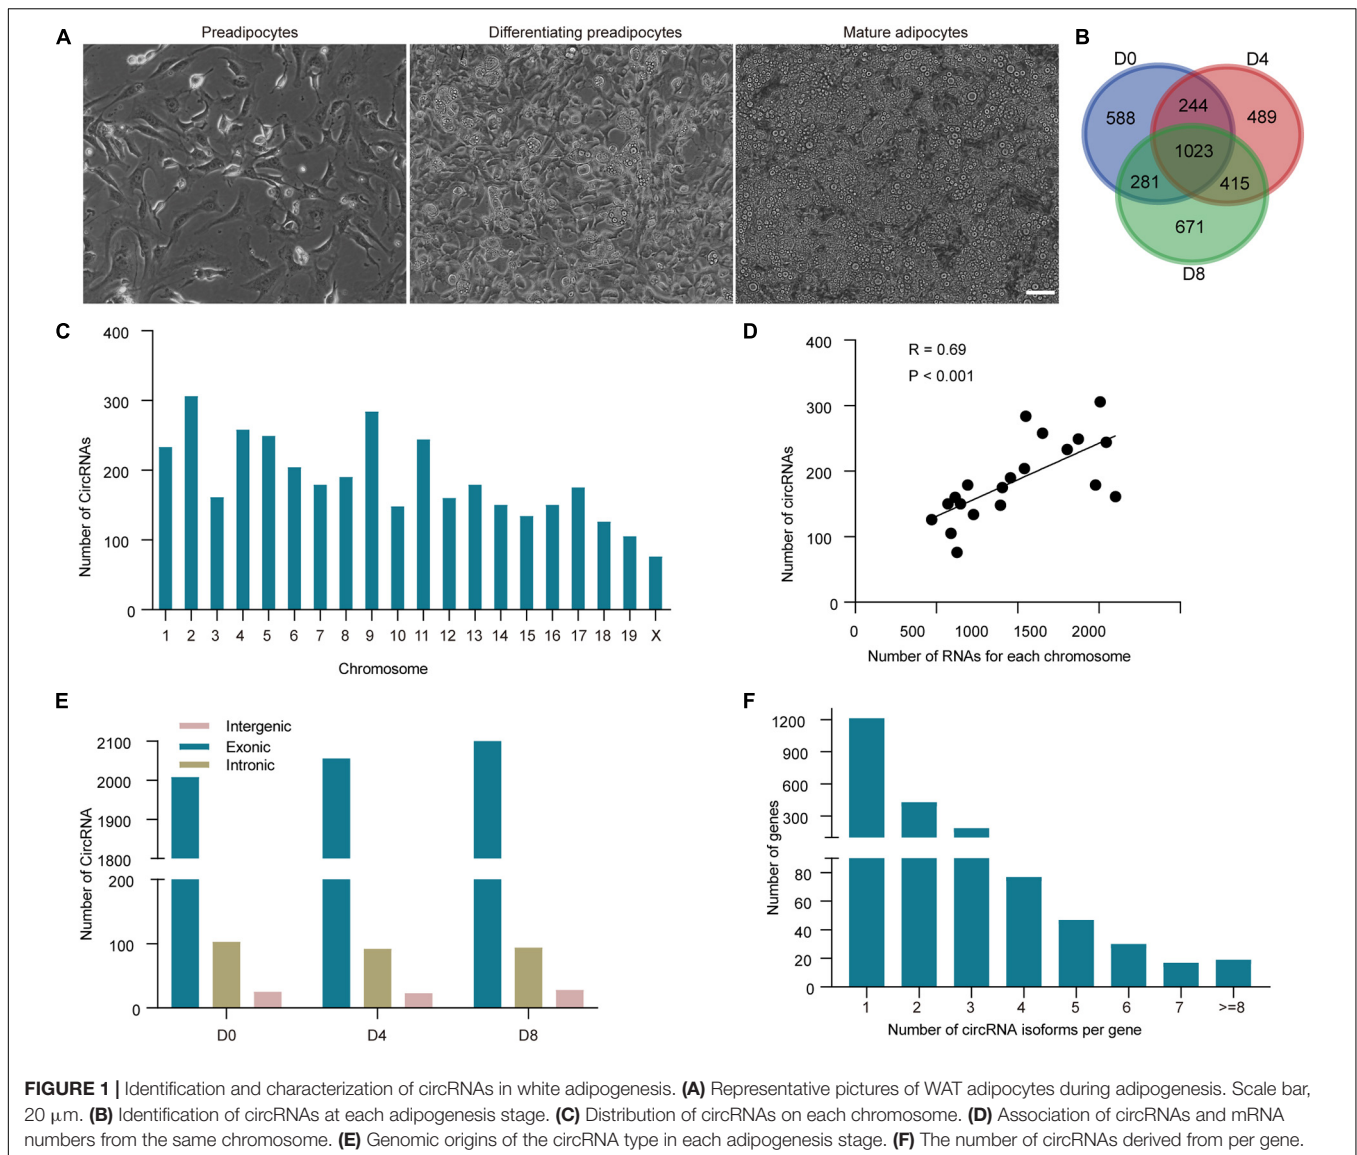 A
Preadipocytes
Differentiating preadipocytes
Mature adipocytes
B
D0
D4
588
244
489
1023
281
415
671
D8
C
400
300
200
100
0
Number of CircRNAs
1 2 3 4 5 6 7 8 9 10 11 12 13 14 15 16 17 18 19 X
Chromosome
D
R = 0.69
P < 0.001
400
300
200
100
0
Number of circRNAs
0 500 1000 1500 2000
Number of RNAs for each chromosome
E
Intergenic
Exonic
Intronic
2100
2000
1900
1800
200
100
0
Number of CircRNA
D0 D4 D8
F
1200
900
600
300
80
60
40
20
0
Number of genes
1 2 3 4 5 6 7 >=8
Number of circRNA isoforms per gene
FIGURE 1 | Identification and characterization of circRNAs in white adipogenesis. (A) Representative pictures of WAT adipocytes during adipogenesis. Scale bar,
20 μm. (B) Identification of circRNAs at each adipogenesis stage. (C) Distribution of circRNAs on each chromosome. (D) Association of circRNAs and mRNA
numbers from the same chromosome. (E) Genomic origins of the circRNA type in each adipogenesis stage. (F) The number of circRNAs derived from per gene.